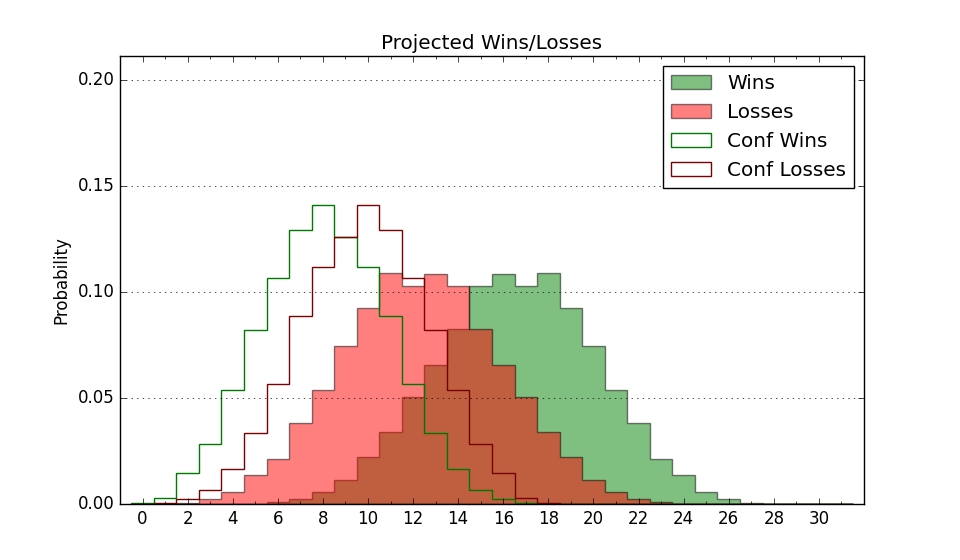 Projected Wins/Losses
0.20
0.15
0.10
0.05
0.00
Probability
Wins
Losses
Conf Wins
Conf Losses
0 2 4 6 8 10 12 14 16 18 20 22 24 26 28 30